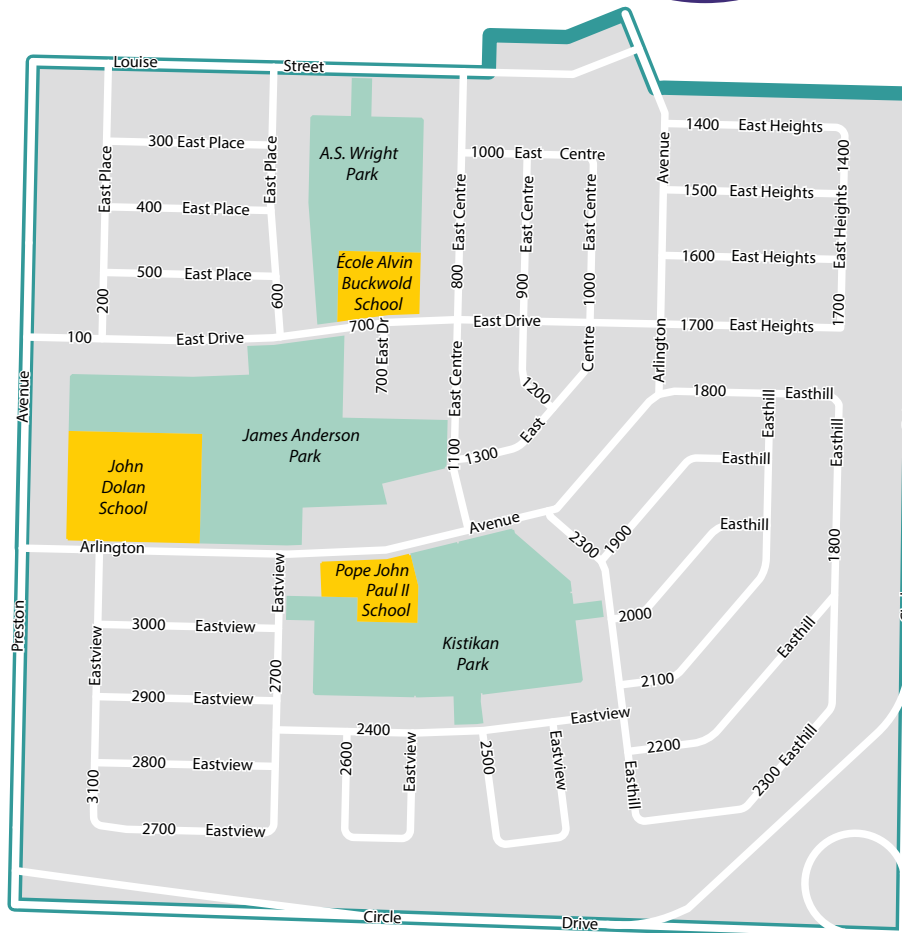 Louise
Street
300 East Place
East Place
East Place
400 East Place
500 East Place
200
600
A.S. Wright
Park
École Alvin
Buckwold
School
1000 East Centre
East Centre
East Centre
East Centre
800
900
1000
Avenue
1400 East Heights
1400
1500 East Heights
East Heights
1600 East Heights
1700
1700 East Heights
100
East Drive
700
East Drive
700 East Dr
East Centre
1100
Centre
1200
East
1300
Arlington
1800 Easthill
Easthill
Easthill
Easthill
Easthill
1800
Avenue
James Anderson
Park
John
Dolan
School
Arlington
Avenue
2300
1900
2000
2100
2200
Easthill
Easthill
2300 Easthill
Preston
Pope John
Paul II
School
Kistikan
Park
Eastview
Eastview
3000 Eastview
2700
2900 Eastview
2800 Eastview
3100
2700 Eastview
2400
Eastview
2600
Eastview
2500
Eastview
Circle
Drive